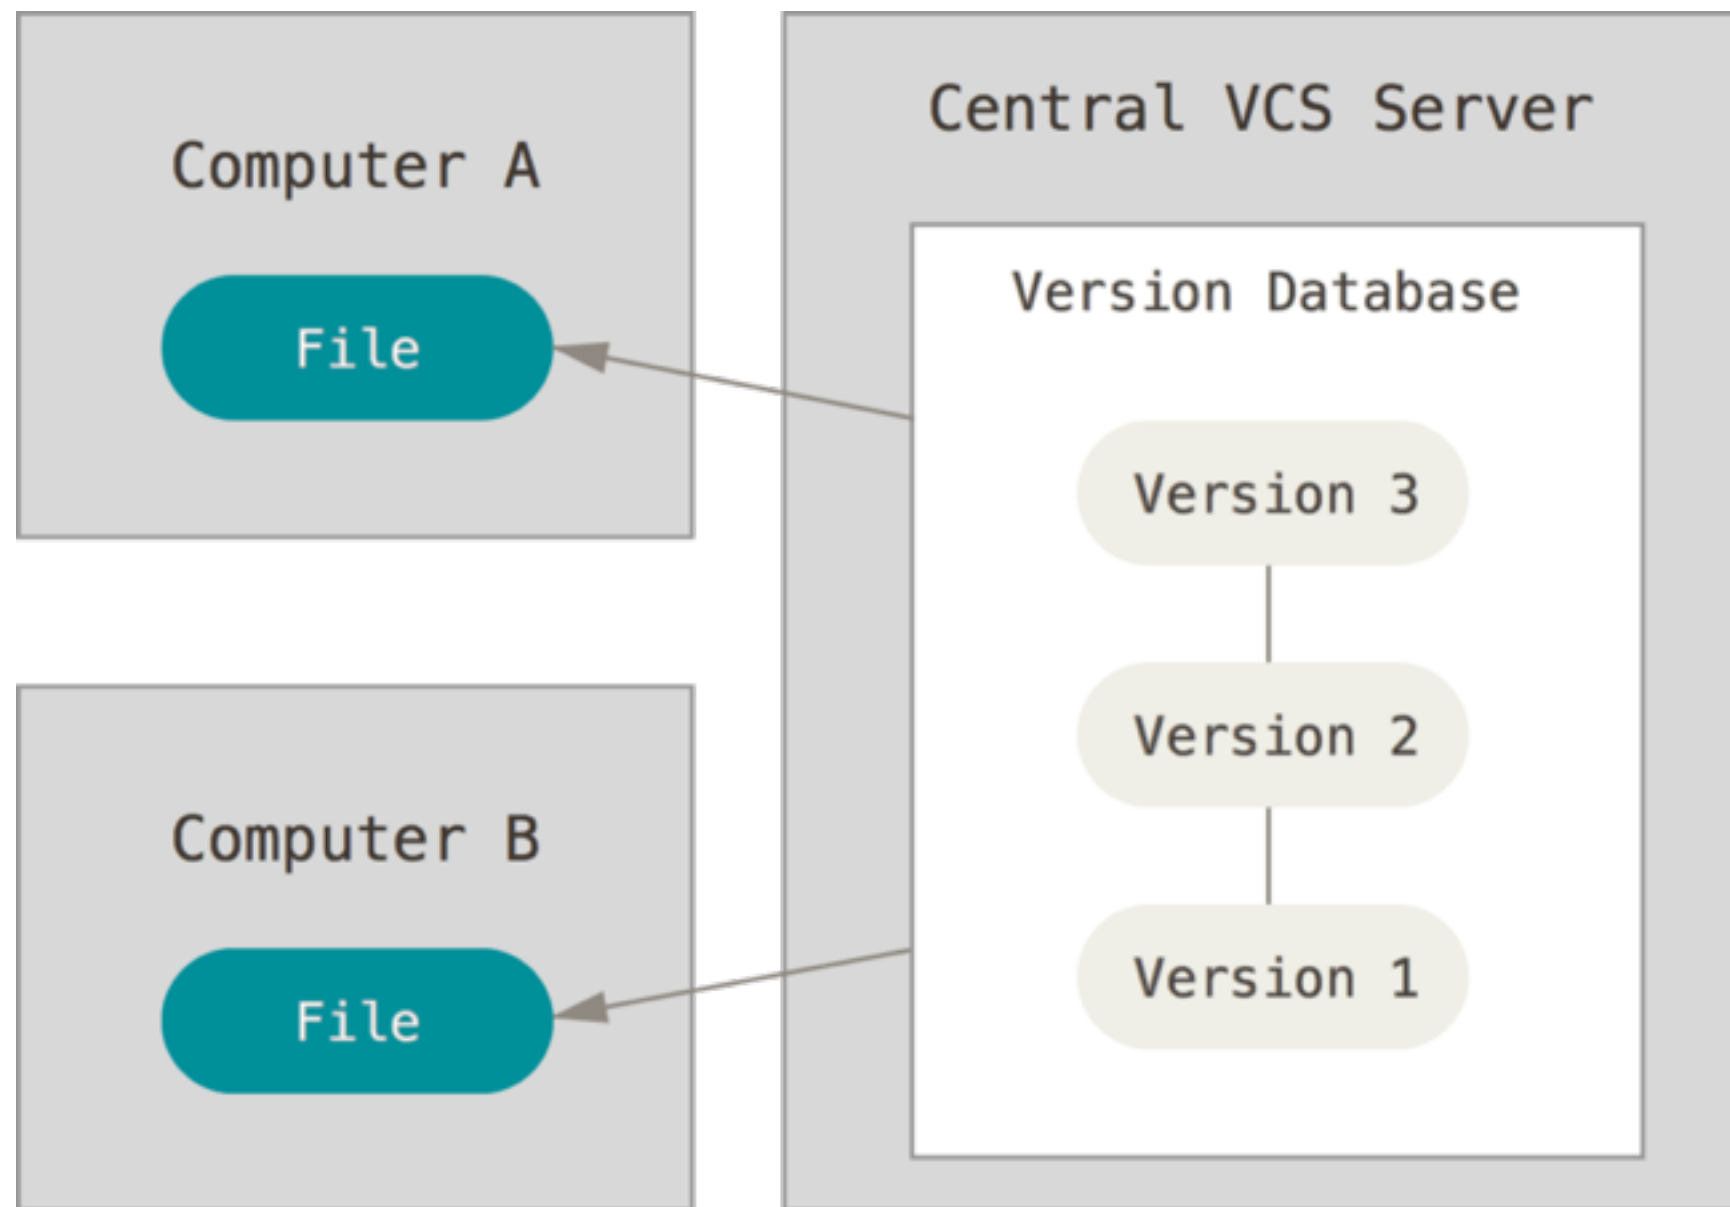 Computer A
File
Computer B
File
Central VCS Server
Version Database
Version 3
Version 2
Version 1